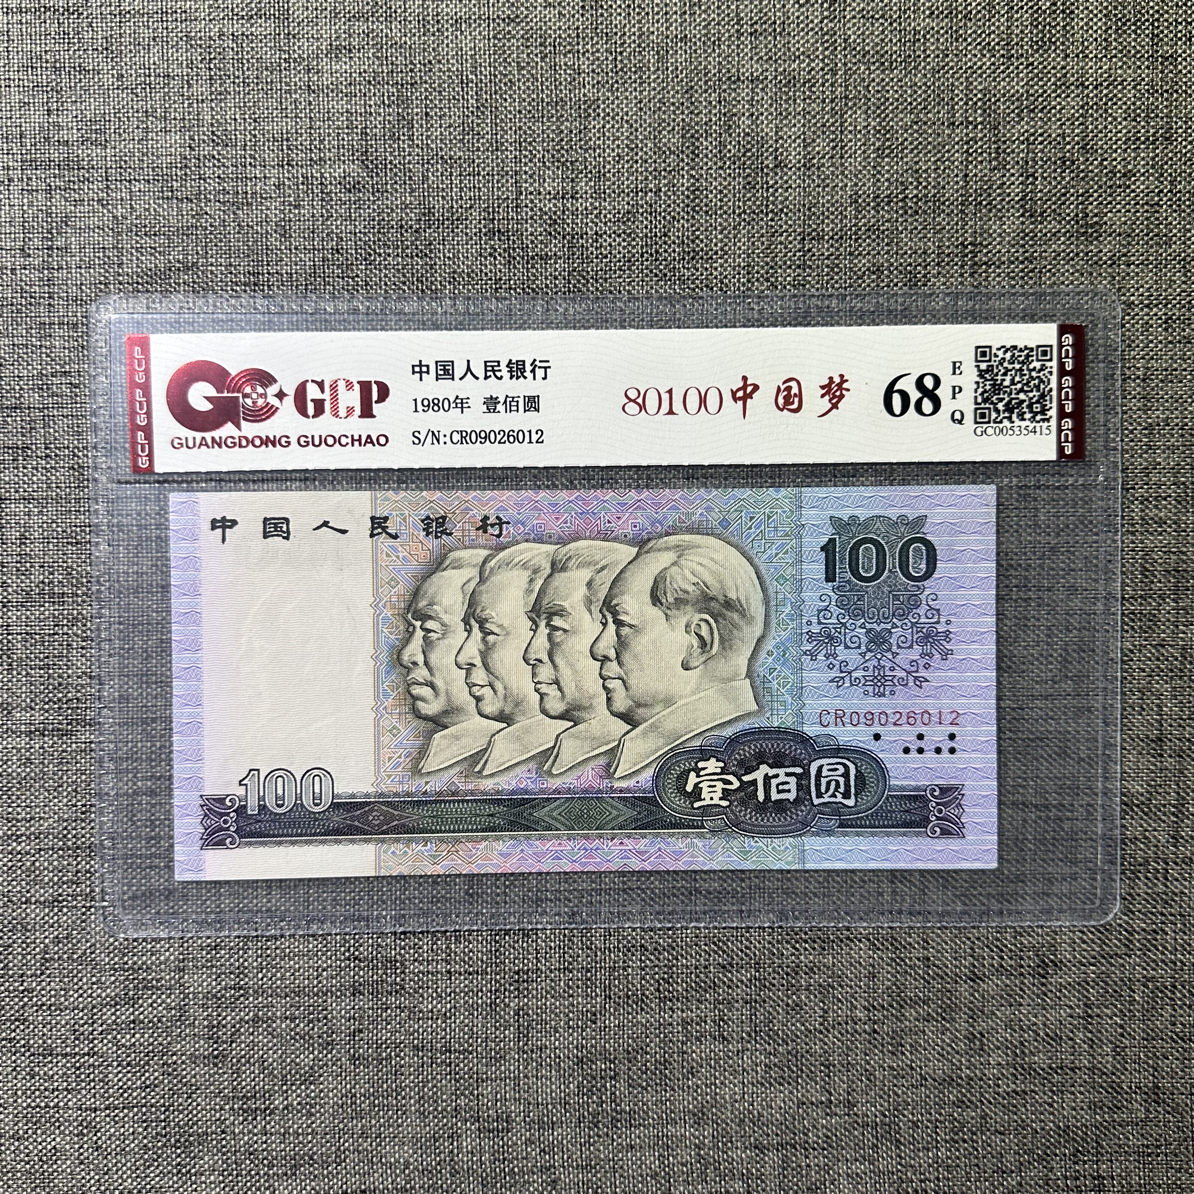 GCP GCP GCP
GCP
GUANGDONG GUOCHAO
中国人民银行
1980年 壹佰圆
S/N:CR09026012
80100中国梦
68
EPQ
GC00535415
GCP GCP GCP
中国人民银行
100
CR09026012
100
壹佰圆